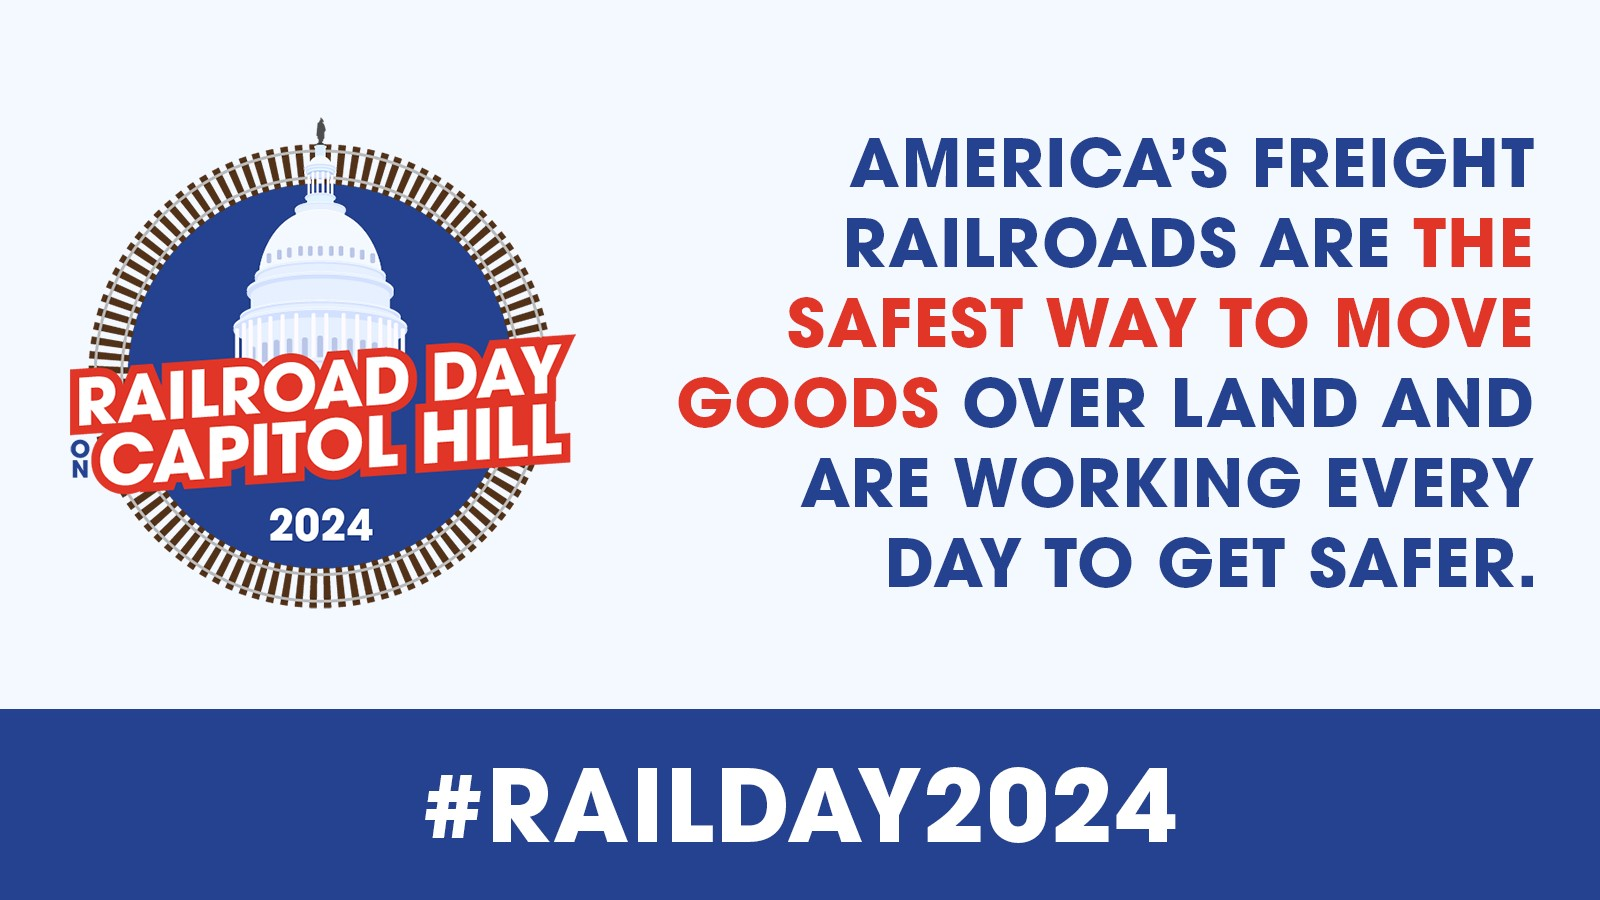 RAILROAD DAY
ON CAPITOL HILL
2024
AMERICA’S FREIGHT
RAILROADS ARE THE
SAFEST WAY TO MOVE
GOODS OVER LAND AND
ARE WORKING EVERY
DAY TO GET SAFER.
#RAILDAY2024